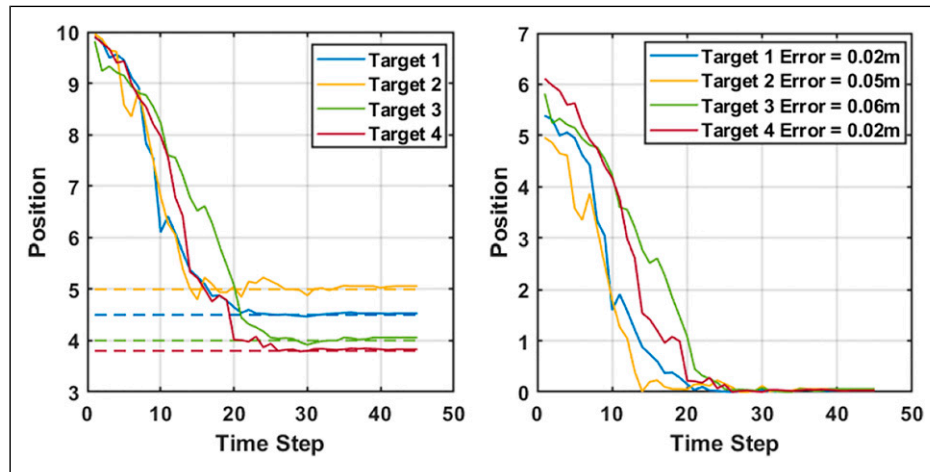 10
9
8
7
6
5
4
3
0
10
20
30
40
50
Position
Time Step
Target 1
Target 2
Target 3
Target 4
7
6
5
4
3
2
1
0
0
10
20
30
40
50
Position
Time Step
Target 1 Error = 0.02m
Target 2 Error = 0.05m
Target 3 Error = 0.06m
Target 4 Error = 0.02m